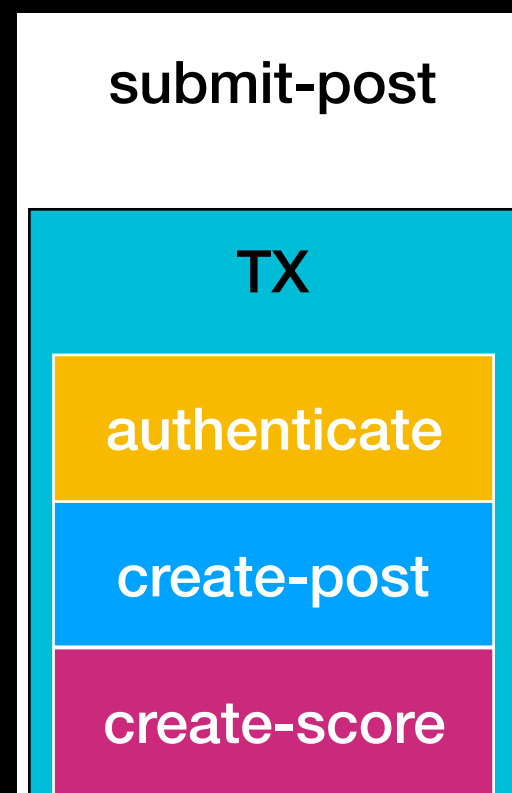 submit-post
TX
authenticate
create-post
create-score